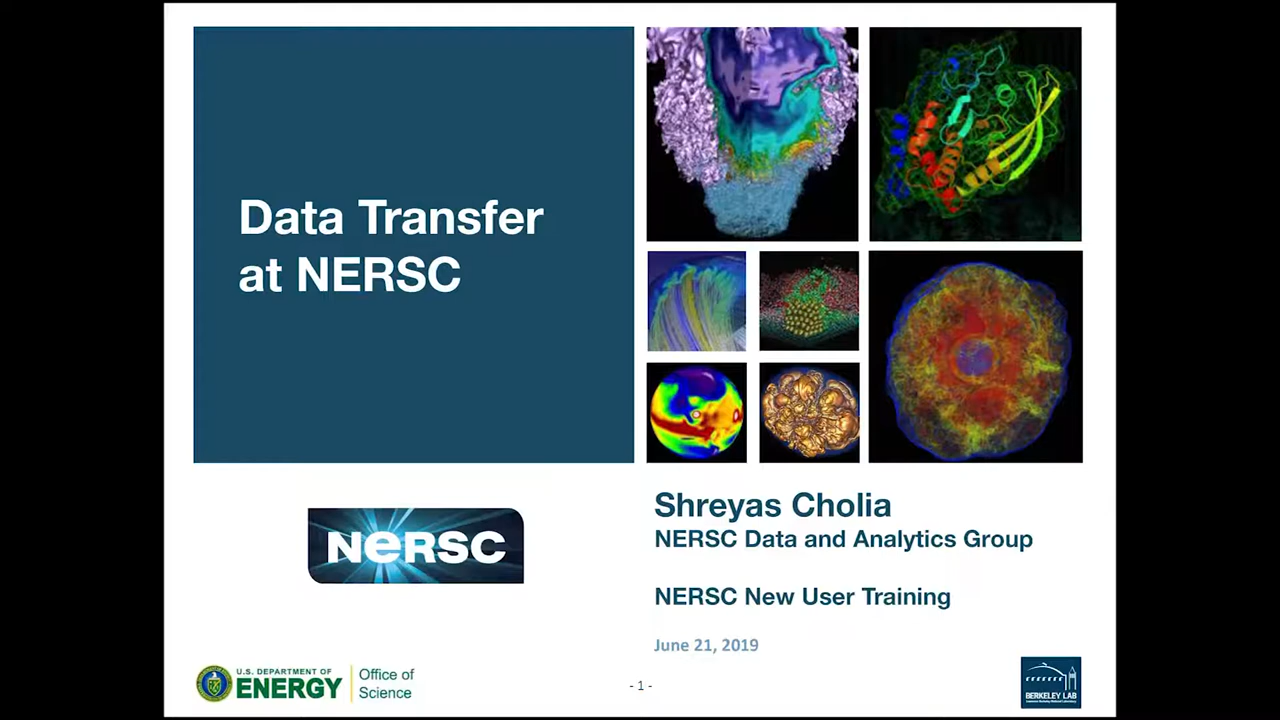 Data Transfer
at NERSC
NERSC
Shreyas Cholia
NERSC Data and Analytics Group
NERSC New User Training
June 21, 2019
U.S. DEPARTMENT OF
ENERGY
Office of
Science
- 1 -
BERKELEY LAB